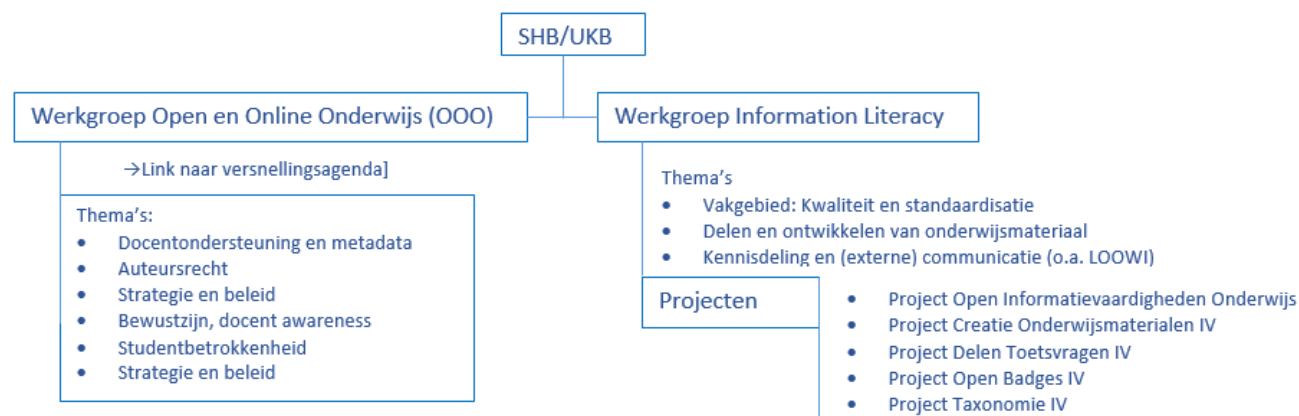 SHB/UKB
Werkgroep Open en Online Onderwijs (OOO)
→Link naar versnellingsagenda]
Thema's:
• Docentondersteuning en metadata
• Auteursrecht
• Strategie en beleid
• Bewustzijn, docent awareness
• Studentbetrokkenheid
• Strategie en beleid
Werkgroep Information Literacy
Thema's
• Vakgebied: Kwaliteit en standaardisatie
• Delen en ontwikkelen van onderwijsmateriaal
• Kennisdeling en (externe) communicatie (o.a. LOOWI)
Projecten
• Project Open Informatievaardigheden Onderwijs
• Project Creatie Onderwijsmaterialen IV
• Project Delen Toetsvragen IV
• Project Open Badges IV
• Project Taxonomie IV